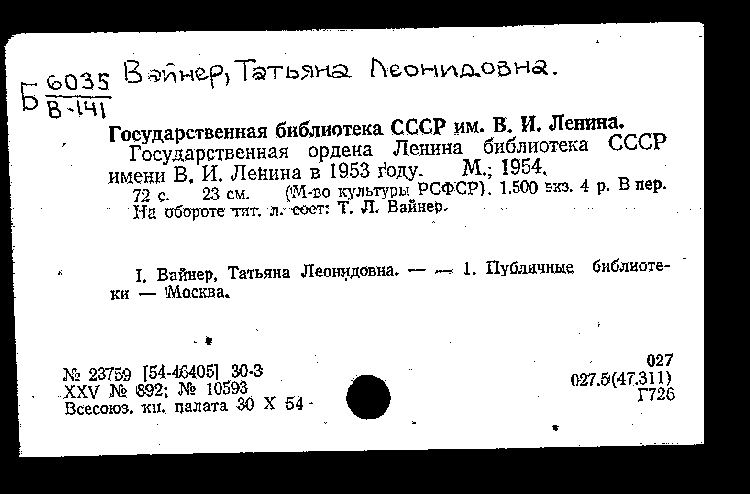 Б 6035
В-141
Вайнер, Татьяна Леонидовна.
Государственная библиотека СССР им. В. И. Ленина.
Государственная ордена Ленина библиотека СССР
имени В. И. Ленина в 1953 году. М.; 1954.
72 с. 23 см. (М-во культуры РСФСР). 1.500 экз. 4 р. В пер.
На обороте тит. л. сост: Т. Л. Вайнер.
I. Вайнер, Татьяна Леонидовна. — — 1. Публичные библиоте-
ки — Москва.
№ 23759 [54-46405] 30-3
XXV № 892; № 10593
Всесоюз. кн. палата 30 X 54
027
027.5(47.311)
Г726